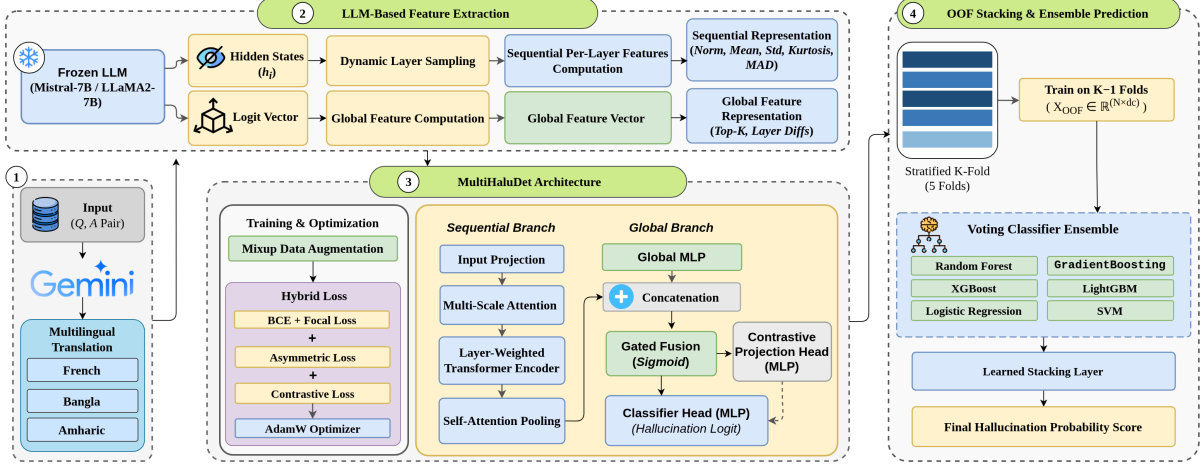 1
Input
(Q, A Pair)
Gemini
Multilingual
Translation
French
Bangla
Amharic
2
LLM-Based Feature Extraction
Frozen LLM
(Mistral-7B / LLaMA2-
7B)
Hidden States
(hi)
Dynamic Layer Sampling
Sequential Per-Layer Features
Computation
Sequential Representation
(Norm, Mean, Std, Kurtosis,
MAD)
Logit Vector
Global Feature Computation
Global Feature Vector
Global Feature
Representation
(Top-K, Layer Diffs)
3
MultiHaluDet Architecture
Training & Optimization
Mixup Data Augmentation
Hybrid Loss
BCE + Focal Loss
+
Asymmetric Loss
+
Contrastive Loss
AdamW Optimizer
Sequential Branch
Input Projection
Multi-Scale Attention
Layer-Weighted
Transformer Encoder
Self-Attention Pooling
Global Branch
Global MLP
Concatenation
Gated Fusion
(Sigmoid)
Contrastive
Projection Head
(MLP)
Classifier Head (MLP)
(Hallucination Logit)
4
OOF Stacking & Ensemble Prediction
Stratified K-Fold
(5 Folds)
Train on K−1 Folds
( XOOF ∈ ℝ(N×dc) )
Voting Classifier Ensemble
Random Forest
GradientBoosting
XGBoost
LightGBM
Logistic Regression
SVM
Learned Stacking Layer
Final Hallucination Probability Score